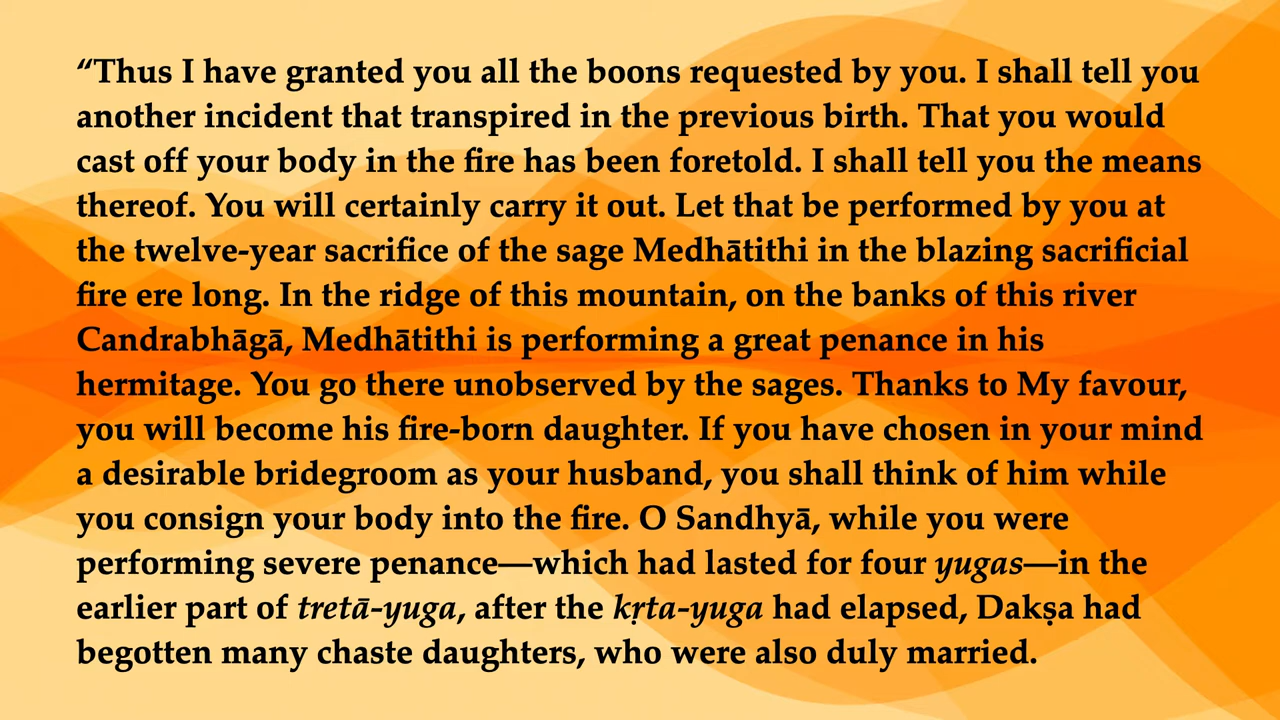 “Thus I have granted you all the boons requested by you. I shall tell you
another incident that transpired in the previous birth. That you would
cast off your body in the fire has been foretold. I shall tell you the means
thereof. You will certainly carry it out. Let that be performed by you at
the twelve-year sacrifice of the sage Medhātithi in the blazing sacrificial
fire ere long. In the ridge of this mountain, on the banks of this river
Candrabhāgā, Medhātithi is performing a great penance in his
hermitage. You go there unobserved by the sages. Thanks to My favour,
you will become his fire-born daughter. If you have chosen in your mind
a desirable bridegroom as your husband, you shall think of him while
you consign your body into the fire. O Sandhyā, while you were
performing severe penance—which had lasted for four yugas—in the
earlier part of tretā-yuga, after the kṛta-yuga had elapsed, Dakṣa had
begotten many chaste daughters, who were also duly married.